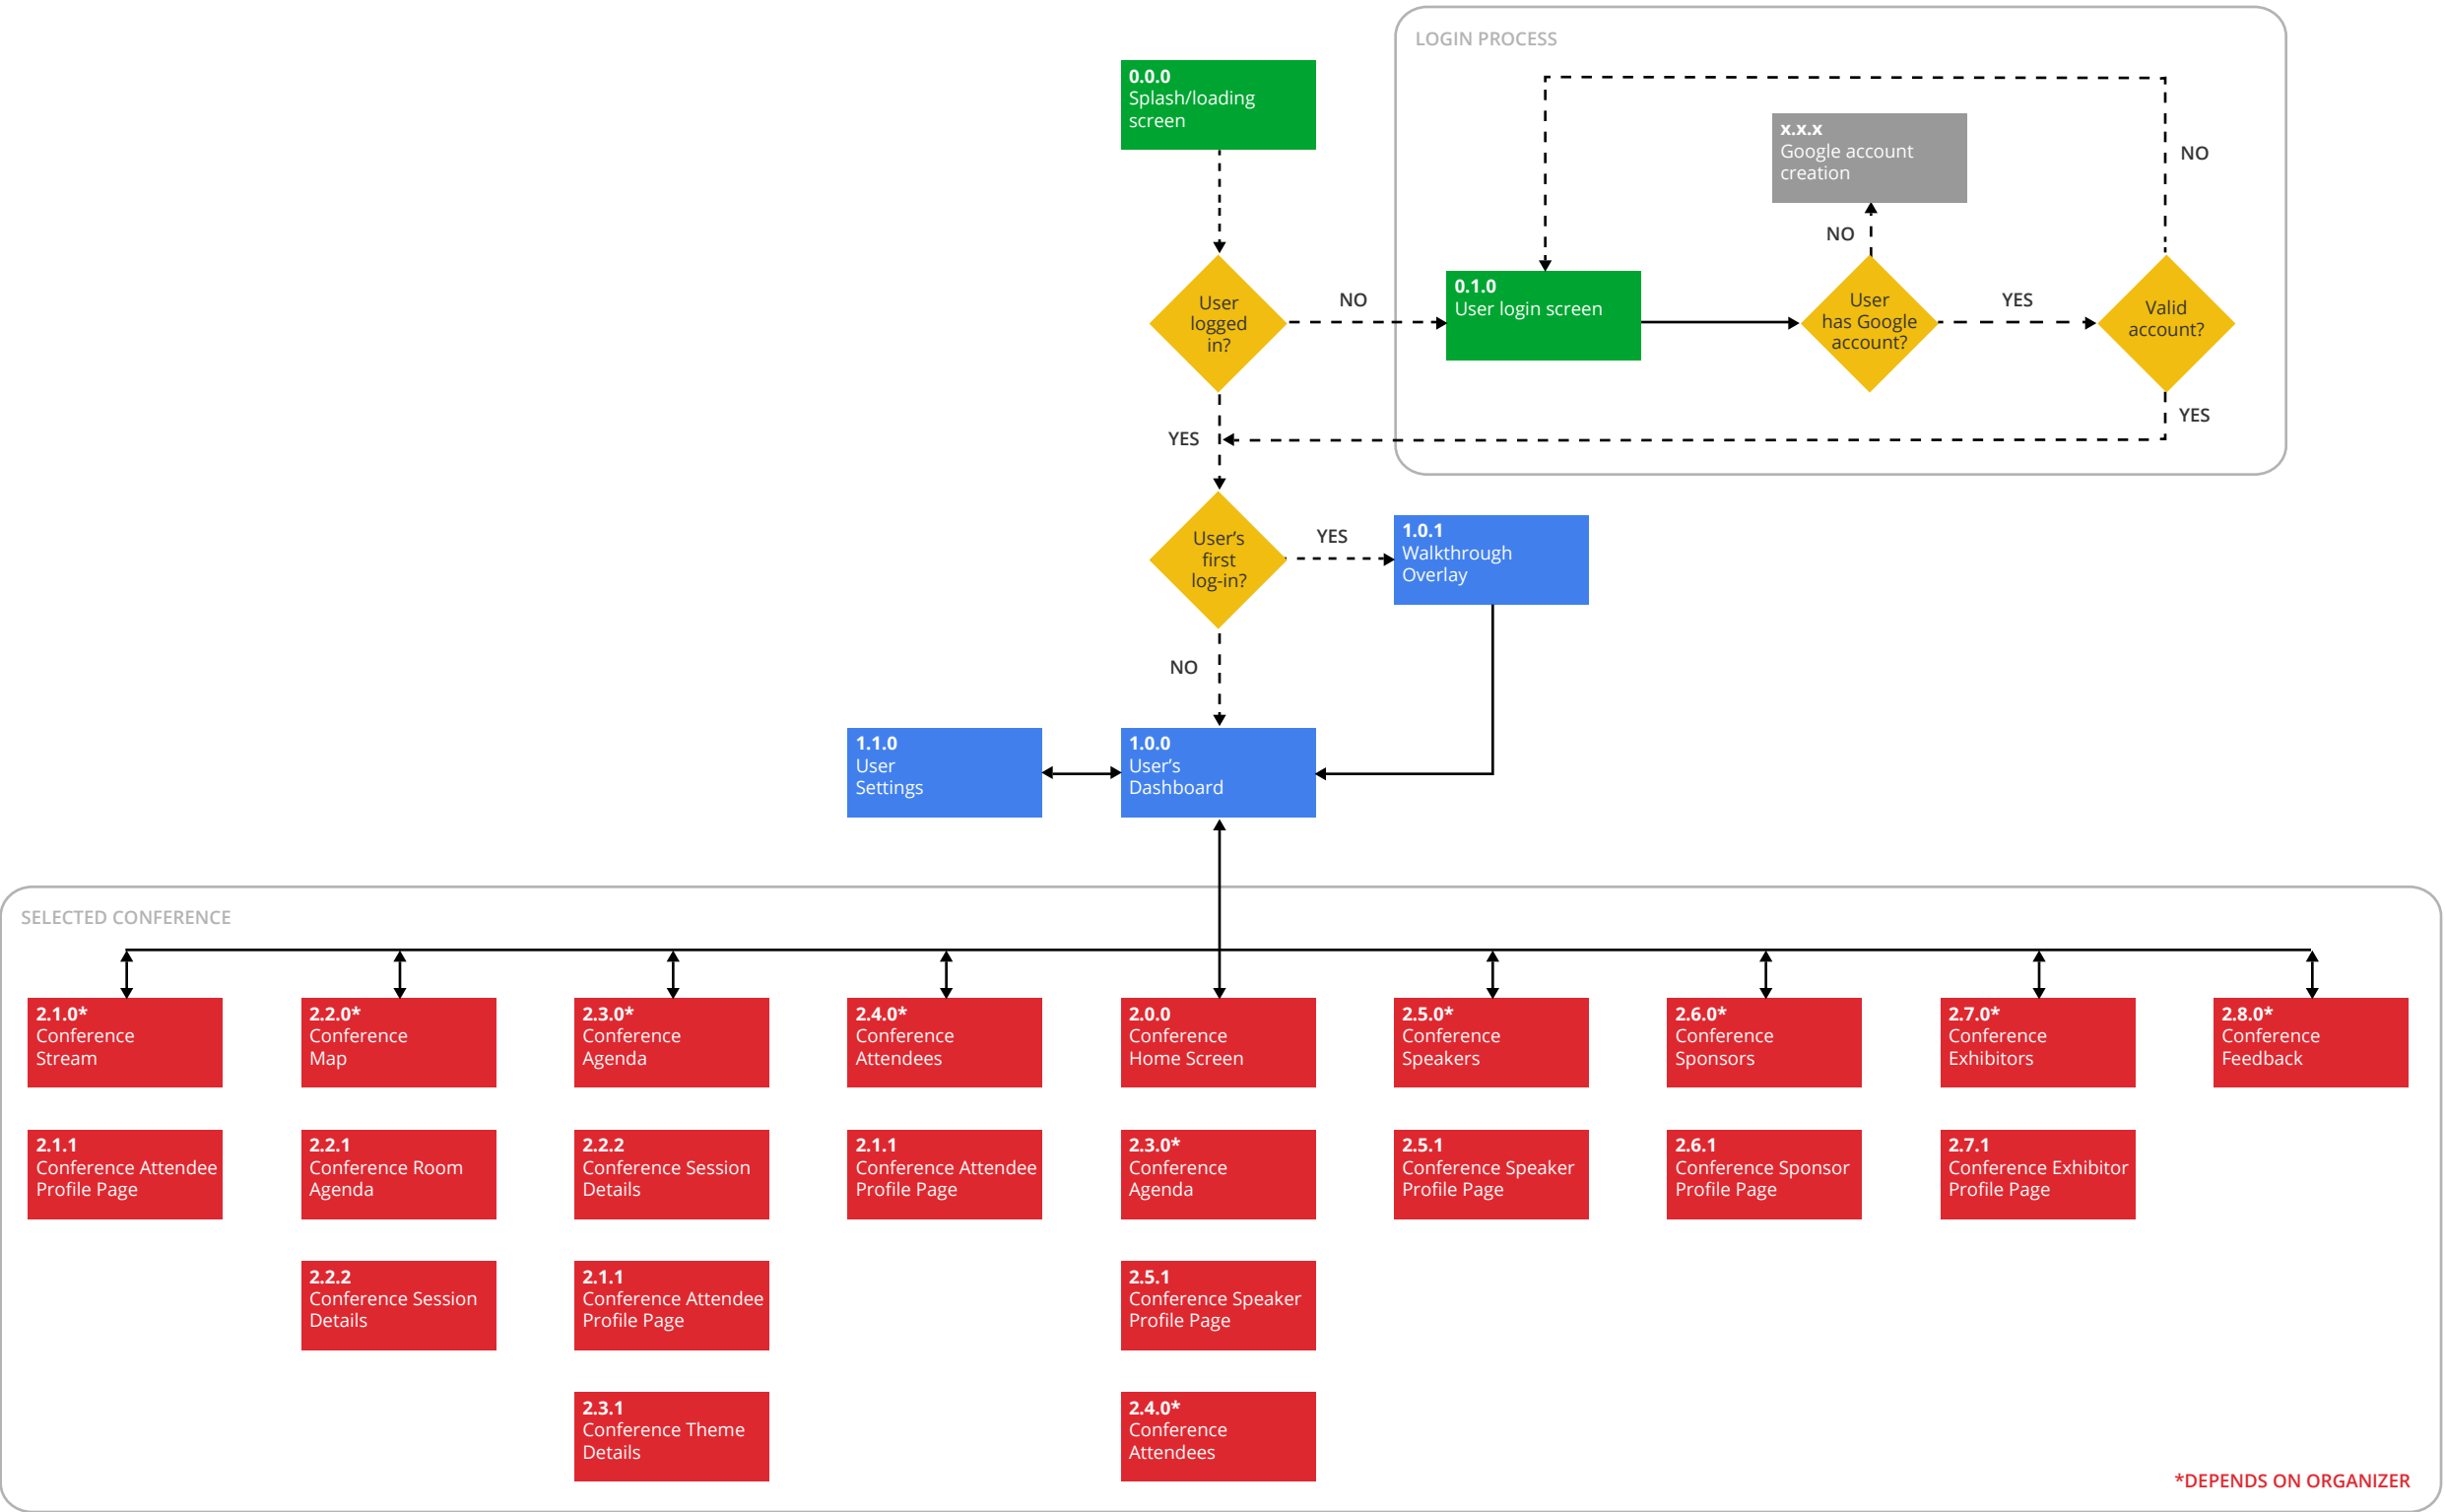 LOGIN PROCESS
0.0.0
Splash/loading
screen
x.x.x
Google account
creation
NO
NO
User
logged
in?
NO
0.1.0
User login screen
User
has Google
account?
YES
Valid
account?
YES
YES
User's
first
log-in?
YES
1.0.1
Walkthrough
Overlay
NO
1.1.0
User
Settings
1.0.0
User's
Dashboard
SELECTED CONFERENCE
2.1.0*
Conference
Stream
2.2.0*
Conference
Map
2.3.0*
Conference
Agenda
2.4.0*
Conference
Attendees
2.0.0
Conference
Home Screen
2.5.0*
Conference
Speakers
2.6.0*
Conference
Sponsors
2.7.0*
Conference
Exhibitors
2.8.0*
Conference
Feedback
2.1.1
Conference Attendee
Profile Page
2.2.1
Conference Room
Agenda
2.2.2
Conference Session
Details
2.1.1
Conference Attendee
Profile Page
2.3.0*
Conference
Agenda
2.5.1
Conference Speaker
Profile Page
2.6.1
Conference Sponsor
Profile Page
2.7.1
Conference Exhibitor
Profile Page
2.2.2
Conference Session
Details
2.1.1
Conference Attendee
Profile Page
2.5.1
Conference Speaker
Profile Page
2.3.1
Conference Theme
Details
2.4.0*
Conference
Attendees
*DEPENDS ON ORGANIZER